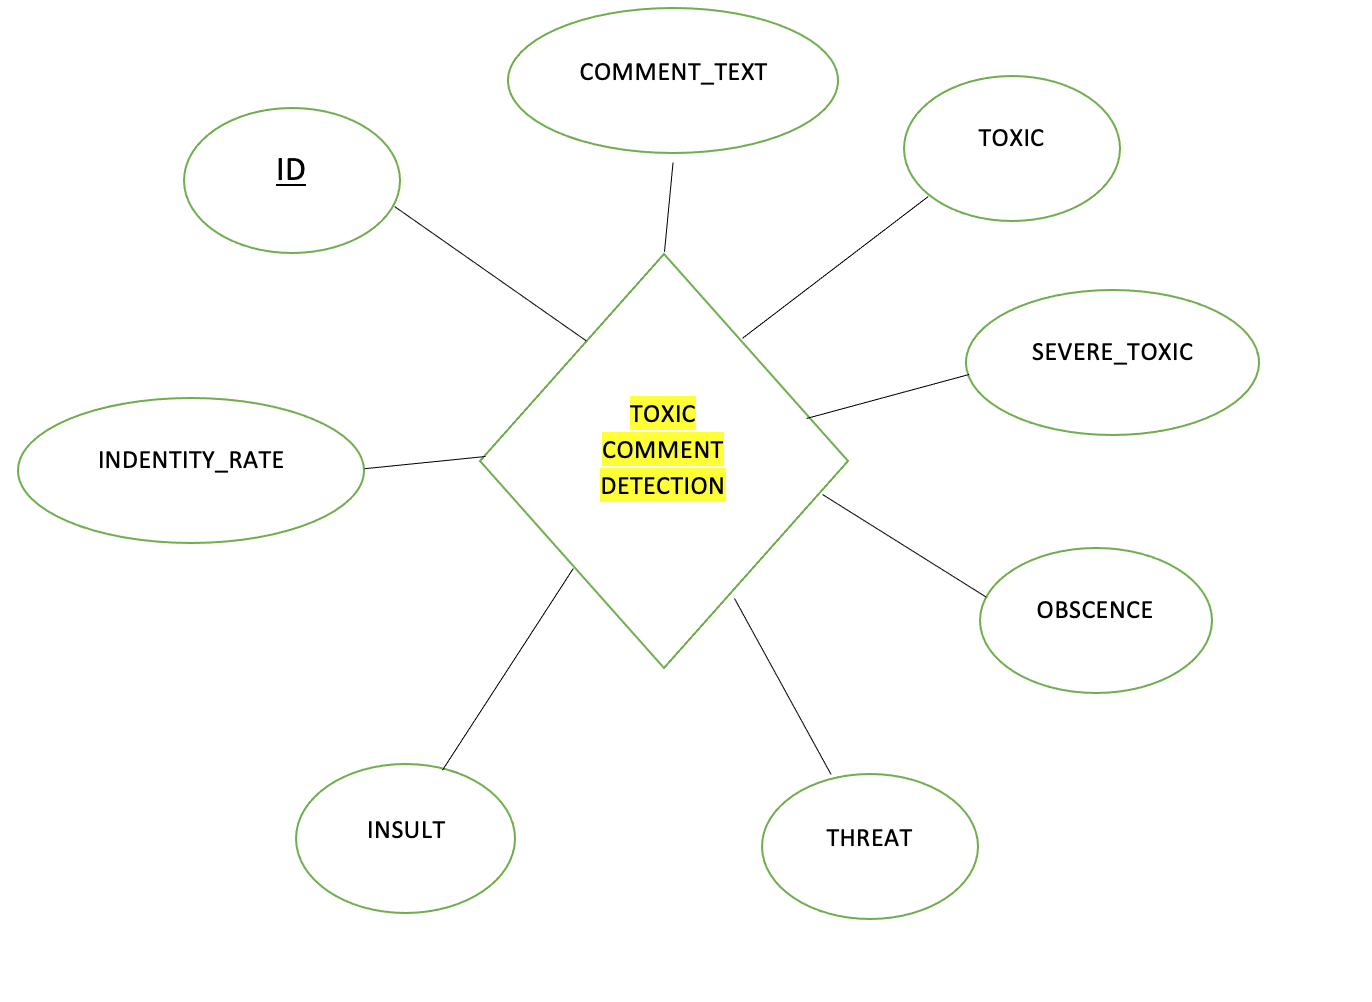 COMMENT_TEXT
TOXIC
ID
SEVERE_TOXIC
TOXIC
COMMENT
DETECTION
INDENTITY_RATE
OBSCENCE
INSULT
THREAT